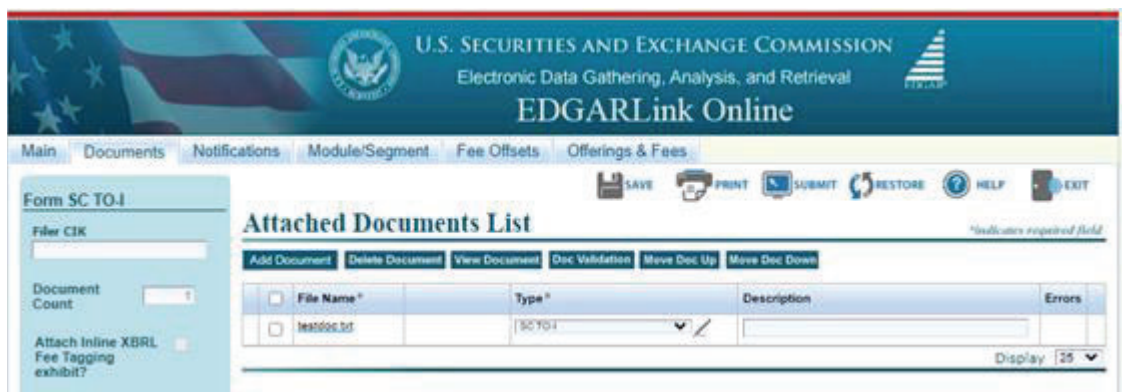 U.S. SECURITIES AND EXCHANGE COMMISSION
Electronic Data Gathering, Analysis, and Retrieval
EDGARLink Online
EDGAR
Main Documents Notifications Module/Segment Fee Offsets Offerings & Fees
SAVE PRINT SUBMIT RESTORE HELP EXIT
Form SC TO-I
Filer CIK
Document Count 1
Attach Inline XBRL Fee Tagging exhibit?
Attached Documents List
*indicates required field
Add Document Delete Document View Document Doc Validation Move Doc Up Move Doc Down
File Name* Type* Description Errors
testdoc.txt SC TO-I
Display 25